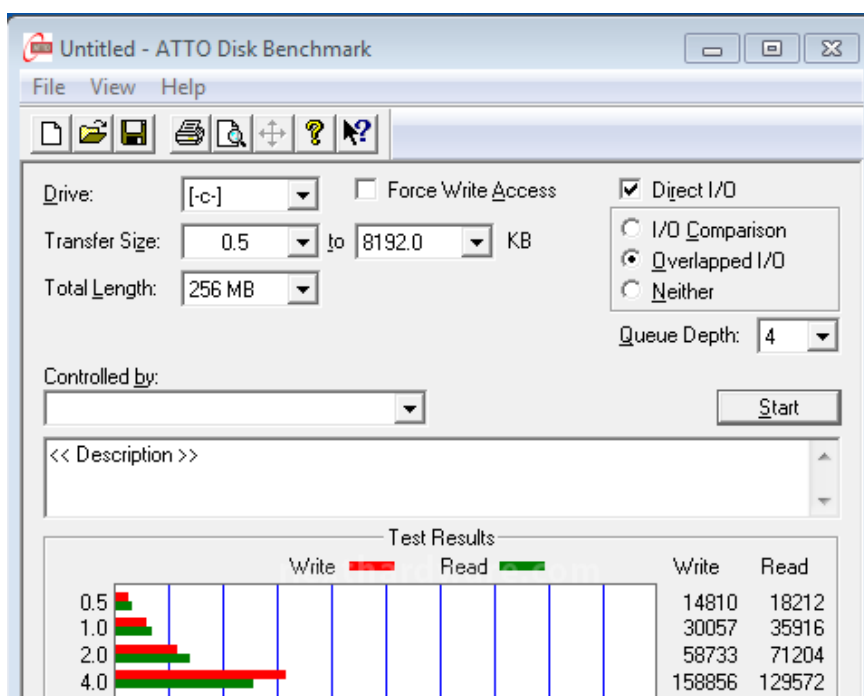 Untitled - ATTO Disk Benchmark
File View Help
Drive: [-c-] Force Write Access Direct I/O
Transfer Size: 0.5 to 8192.0 KB I/O Comparison
Overlapped I/O
Total Length: 256 MB Neither
Queue Depth: 4
Controlled by:
Start
<< Description >>
Test Results
Write Read Write Read
0.5 14810 18212
1.0 30057 35916
2.0 58733 71204
4.0 158856 129572